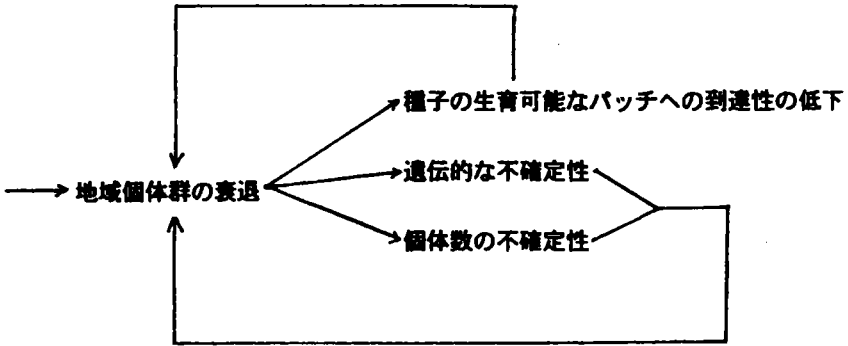 種子の生育可能なパッチへの到達性の低下
遺伝的な不確定性
地域個体群の衰退
個体数の不確定性